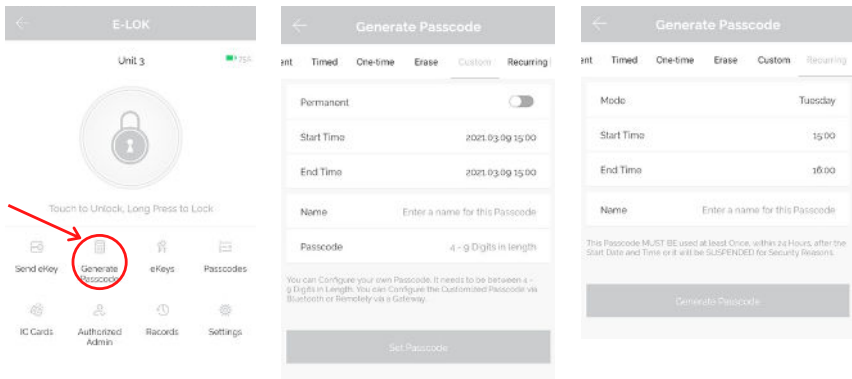 E-LOK
Unit 3
Touch to Unlock, Long Press to Lock
Send eKey
Generate Passcode
eKeys
Passcodes
IC Cards
Authorized Admin
Records
Settings
Generate Passcode
ent Timed One-time Erase Custom Recurring
Permanent
Start Time 2021.03.09 15:00
End Time 2021.03.09 15:00
Name Enter a name for this Passcode
Passcode 4 - 9 Digits in length
You can Configure your own Passcode. It needs to be between 4 -
9 Digits in Length. You can Configure the Customized Passcode via
Bluetooth or Remotely via a Gateway.
Set Passcode
Generate Passcode
ent Timed One-time Erase Custom Recurring
Mode Tuesday
Start Time 15:00
End Time 16:00
Name Enter a name for this Passcode
This Passcode MUST BE used at least Once, within 24 Hours, after the
Start Date and Time or it will be SUSPENDED for Security Reasons.
Generate Passcode